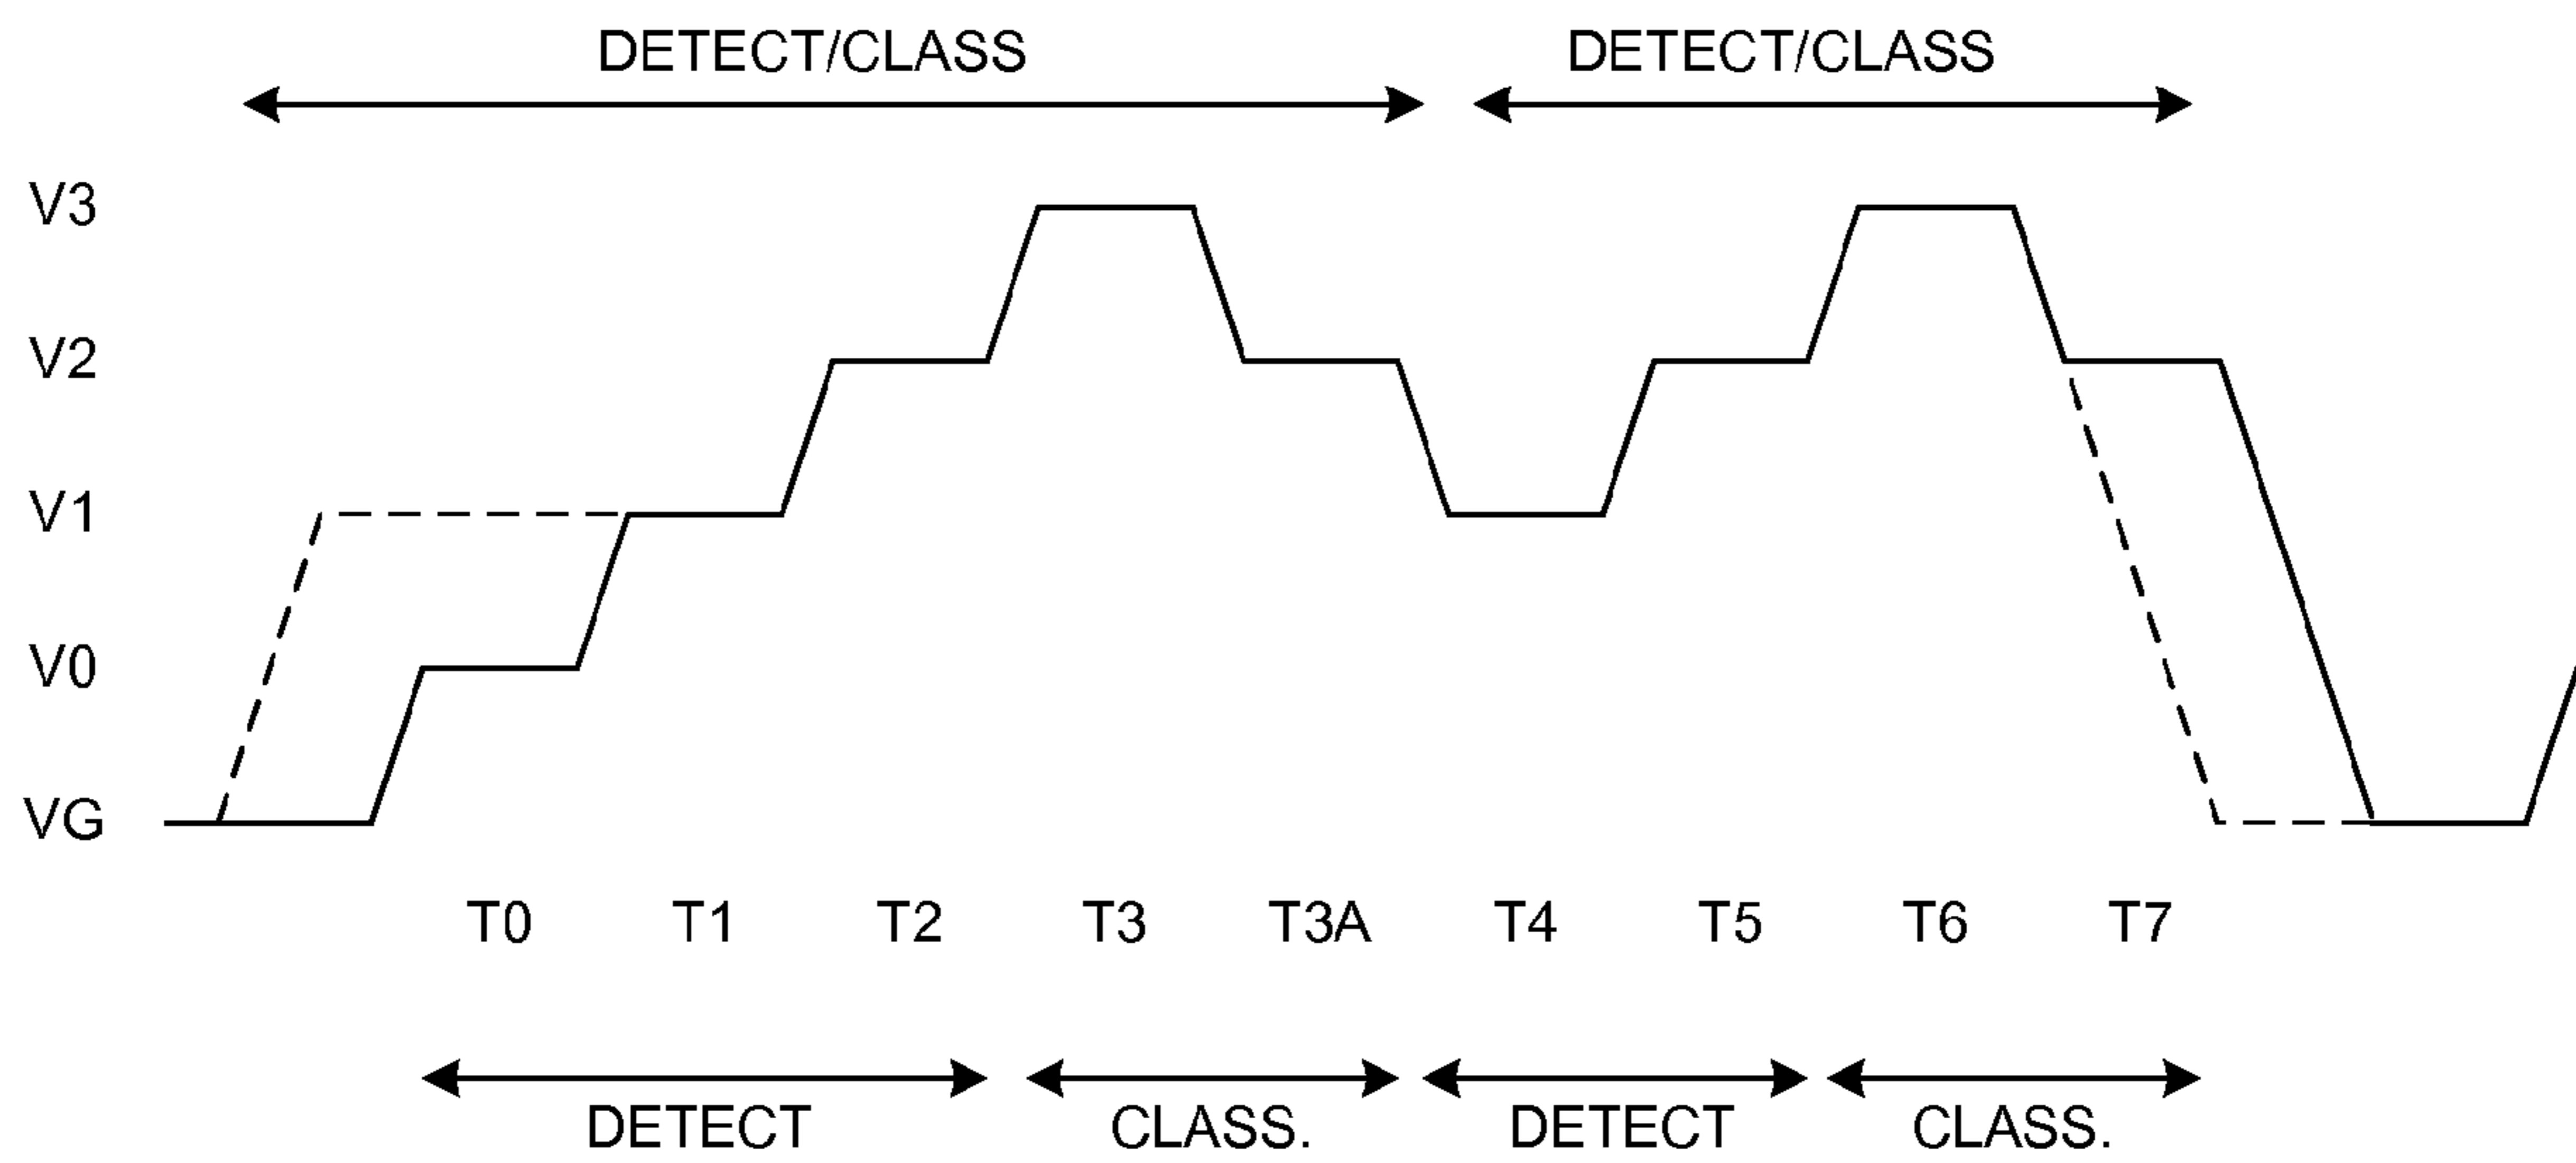 DETECT/CLASS DETECT/CLASS
V3
V2
V1
V0
VG
T0 T1 T2 T3 T3A T4 T5 T6 T7
DETECT CLASS. DETECT CLASS.